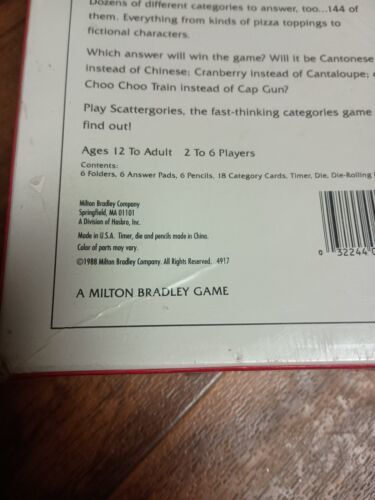 Dozens of different categories to answer, too...144 of
them. Everything from kinds of pizza toppings to
fictional characters.
Which answer will win the game? Will it be Cantonese
instead of Chinese; Cranberry instead of Cantaloupe;
Choo Choo Train instead of Cap Gun?
Play Scattergories, the fast-thinking categories game
find out!
Ages 12 To Adult 2 To 6 Players
Contents:
6 Folders, 6 Answer Pads, 6 Pencils, 18 Category Cards, Timer, Die, Die-Rolling
Milton Bradley Company
Springfield, MA 01101
A Division of Hasbro, Inc.
Made in U.S.A. Timer, die and pencils made in China.
Color of parts may vary.
©1988 Milton Bradley Company. All Rights Reserved. 4917
0 32244
A MILTON BRADLEY GAME